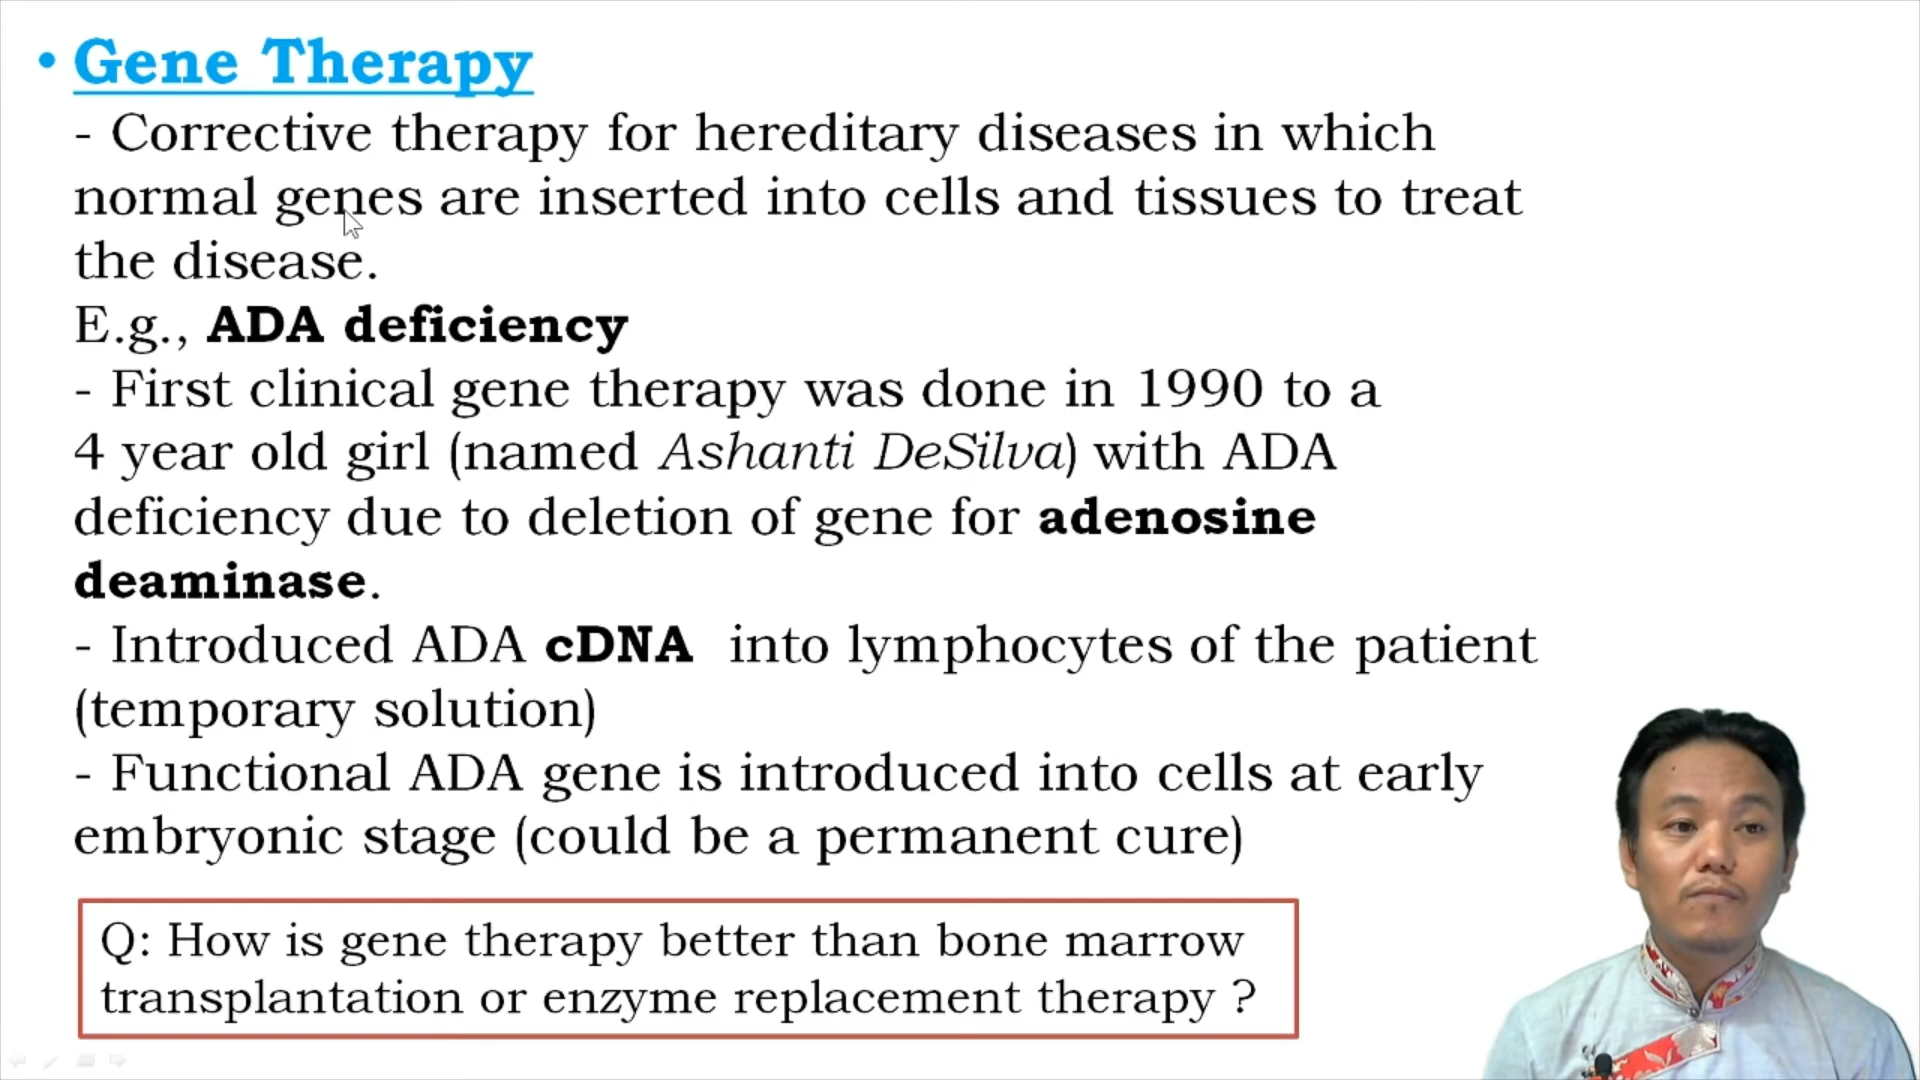 • Gene Therapy
- Corrective therapy for hereditary diseases in which
normal genes are inserted into cells and tissues to treat
the disease.
E.g., ADA deficiency
- First clinical gene therapy was done in 1990 to a
4 year old girl (named Ashanti DeSilva) with ADA
deficiency due to deletion of gene for adenosine
deaminase.
- Introduced ADA cDNA into lymphocytes of the patient
(temporary solution)
- Functional ADA gene is introduced into cells at early
embryonic stage (could be a permanent cure)
Q: How is gene therapy better than bone marrow
transplantation or enzyme replacement therapy ?